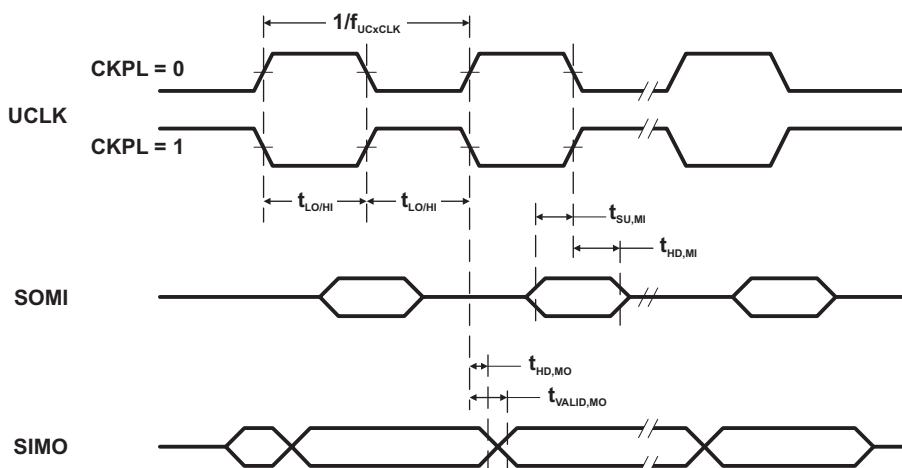 1/fUCxCLK
CKPL = 0
UCLK
CKPL = 1
tLO/HI tLO/HI
tSU,MI
tHD,MI
SOMI
tHD,MO
tVALID,MO
SIMO